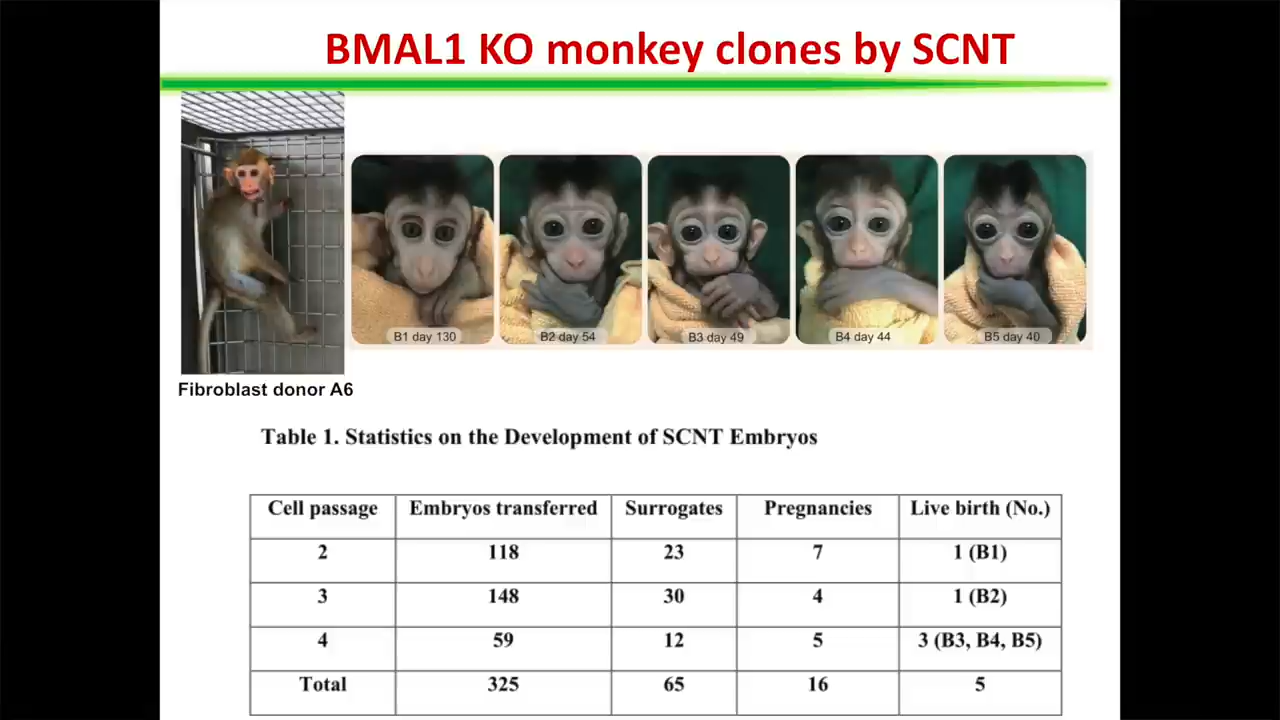 BMAL1 KO monkey clones by SCNT
B1 day 130
B2 day 54
B3 day 49
B4 day 44
B5 day 40
Fibroblast donor A6
Table 1. Statistics on the Development of SCNT Embryos
Cell passage Embryos transferred Surrogates Pregnancies Live birth (No.)
2 118 23 7 1 (B1)
3 148 30 4 1 (B2)
4 59 12 5 3 (B3, B4, B5)
Total 325 65 16 5